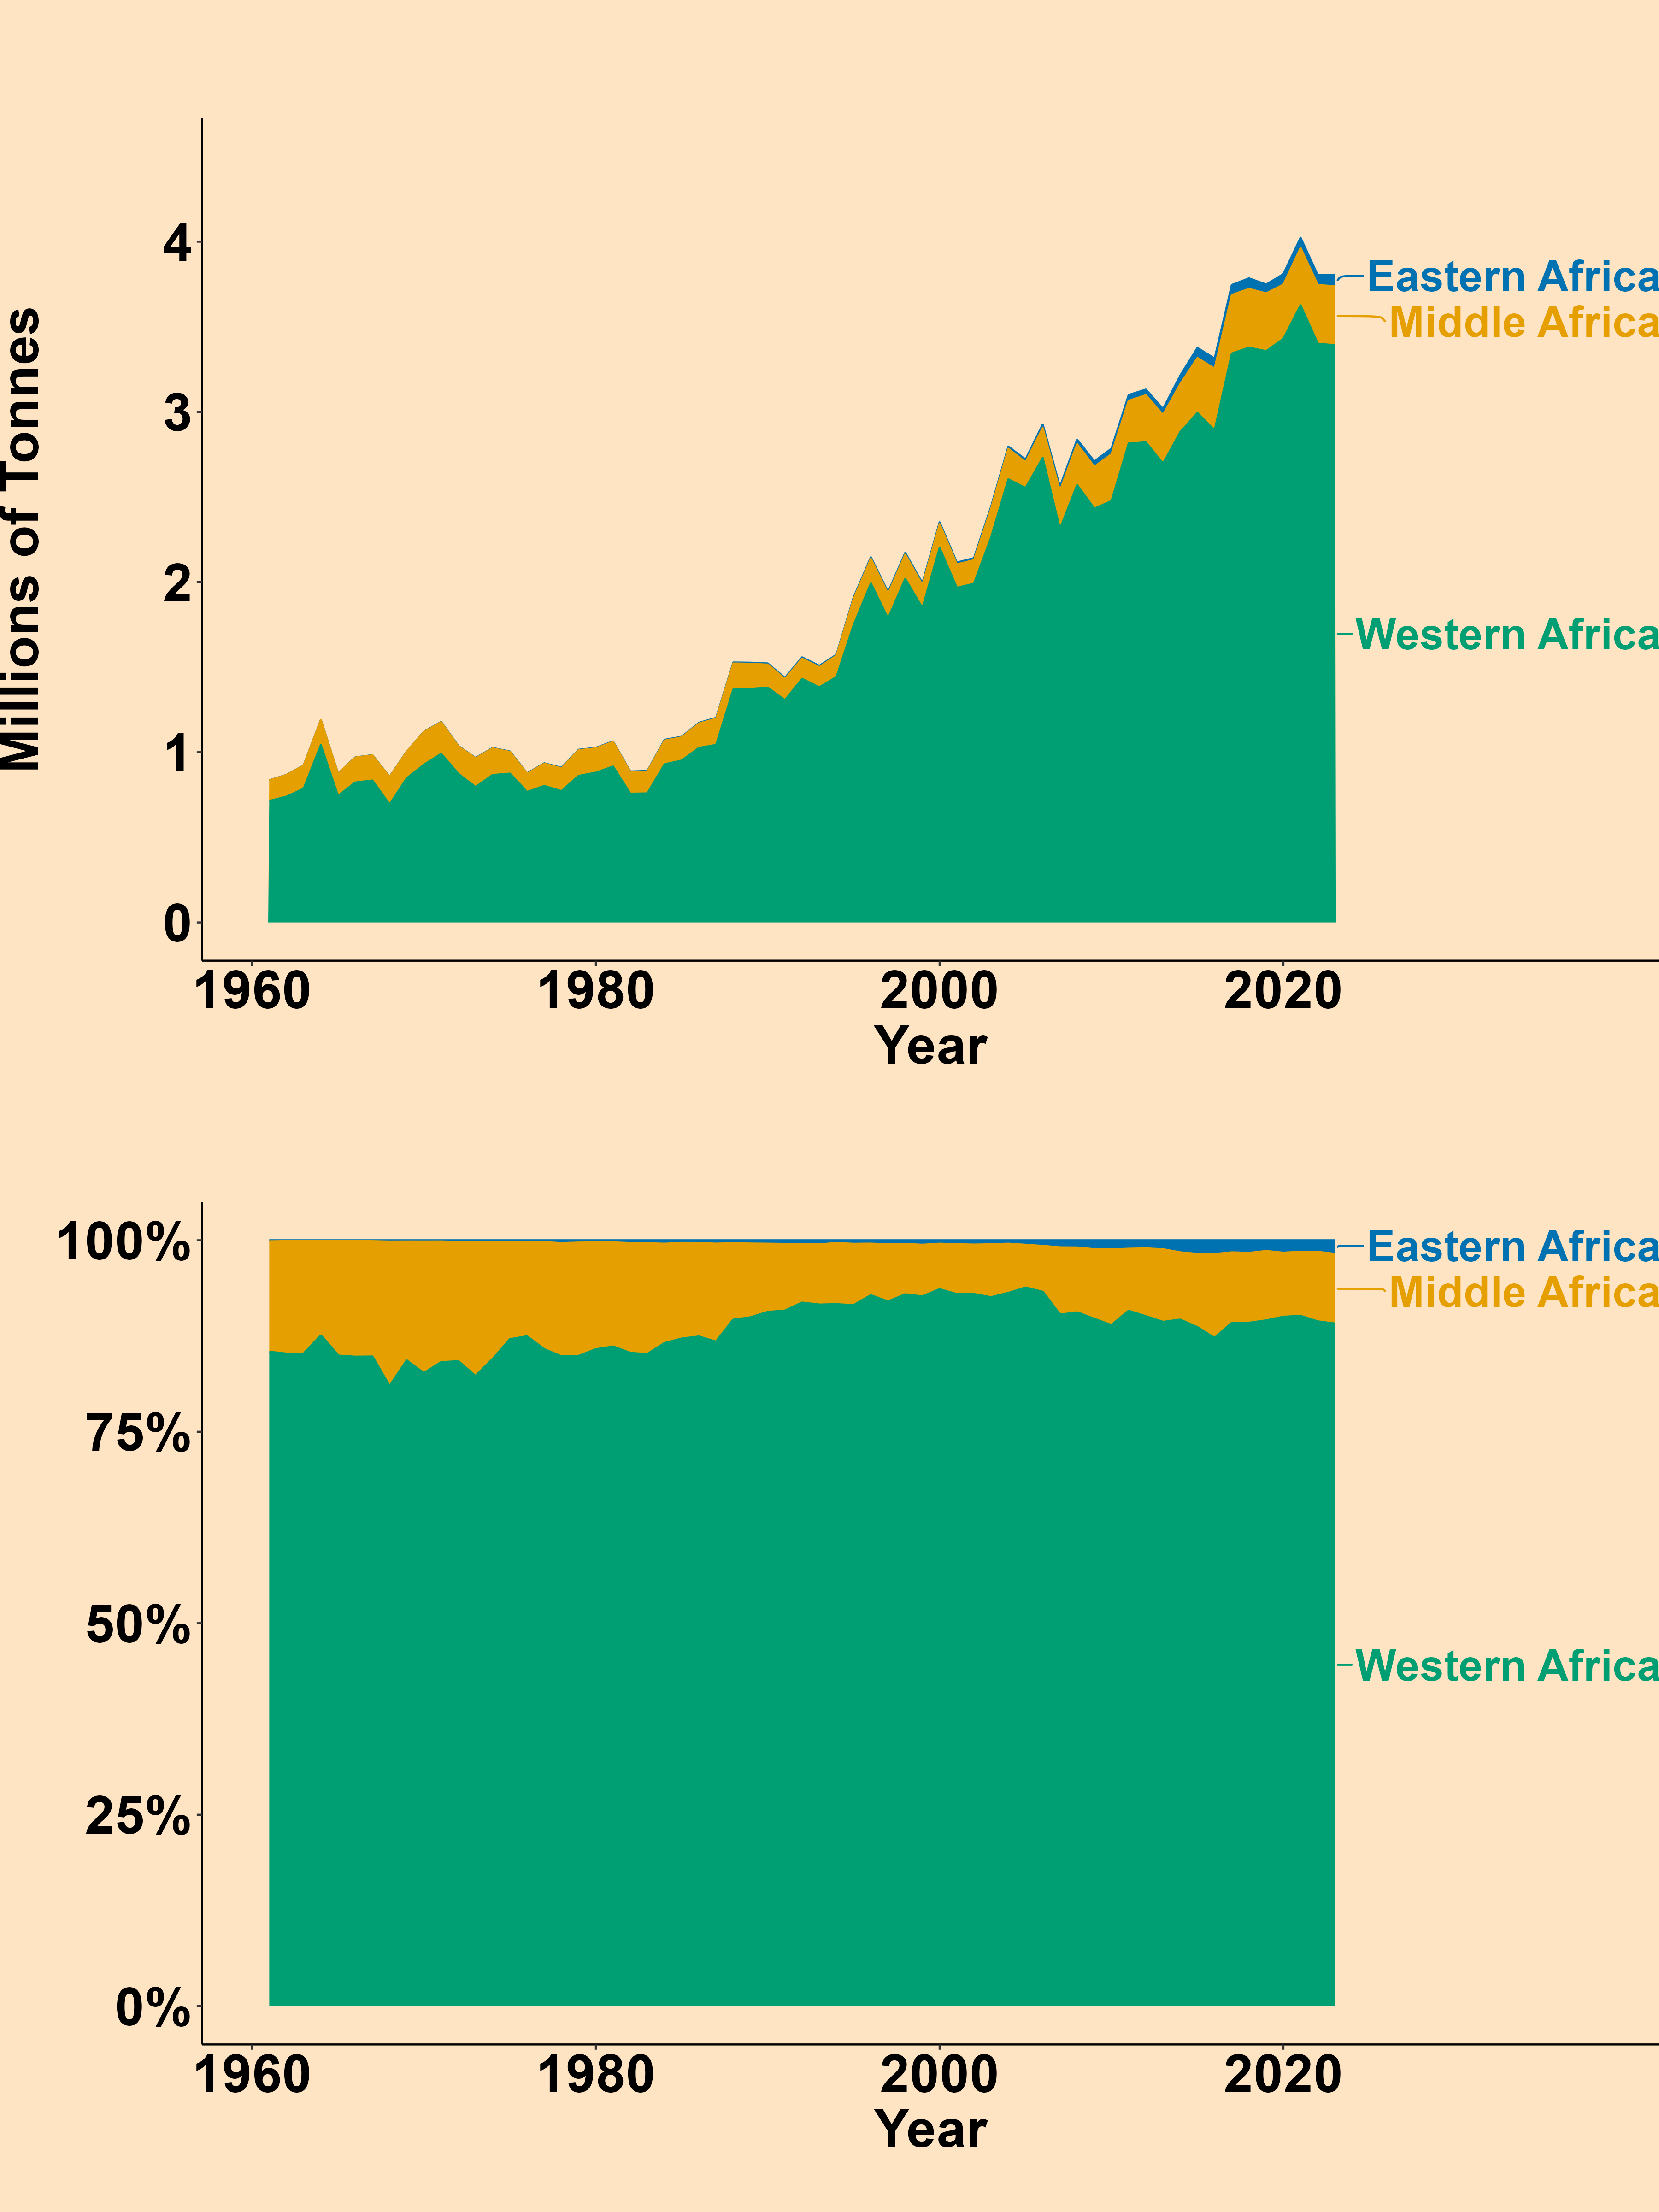 Millions of Tonnes
4
3
2
1
0
Eastern Africa
Middle Africa
Western Africa
1960 1980 2000 2020
Year
100%
75%
50%
25%
0%
Eastern Africa
Middle Africa
Western Africa
1960 1980 2000 2020
Year